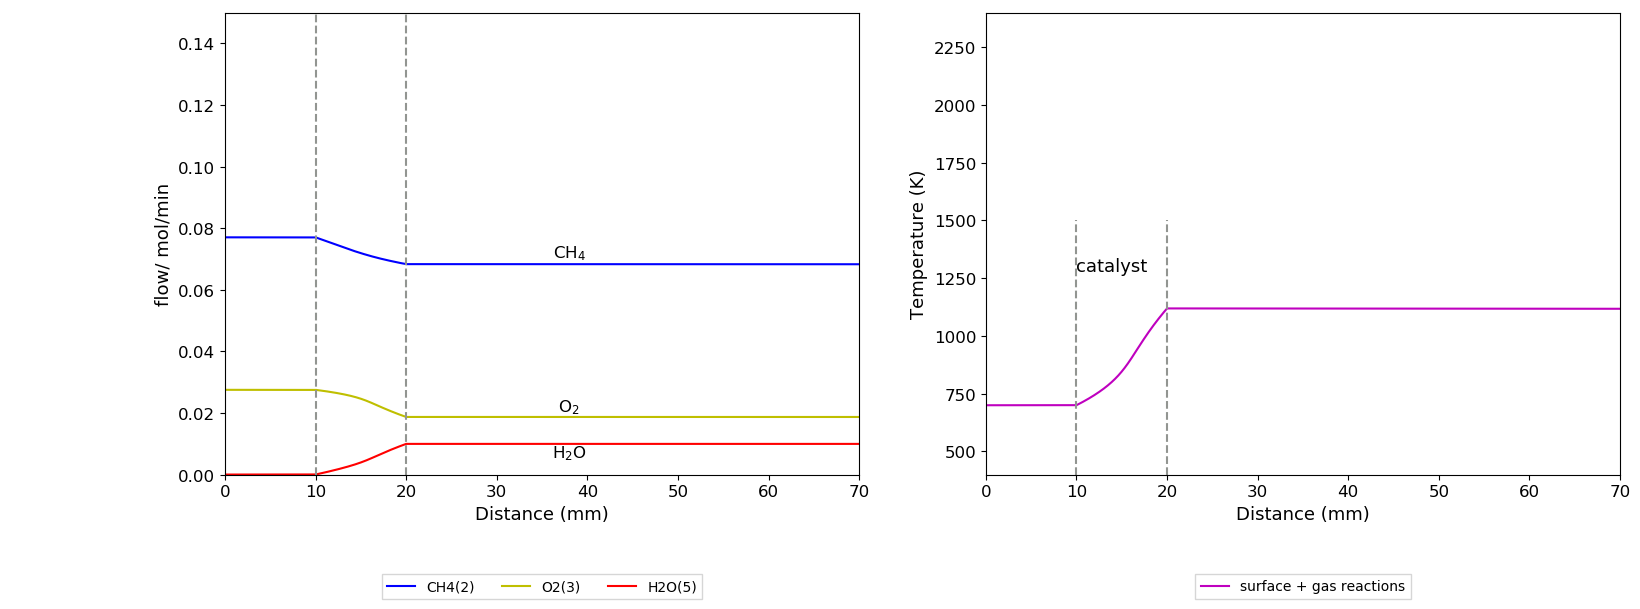 0.14
0.12
0.10
0.08
0.06
0.04
0.02
0.00
flow/ mol/min
CH₄
O₂
H₂O
0 10 20 30 40 50 60 70
Distance (mm)
CH4(2) O2(3) H2O(5)
2250
2000
1750
1500
1250
1000
750
500
Temperature (K)
catalyst
0 10 20 30 40 50 60 70
Distance (mm)
surface + gas reactions